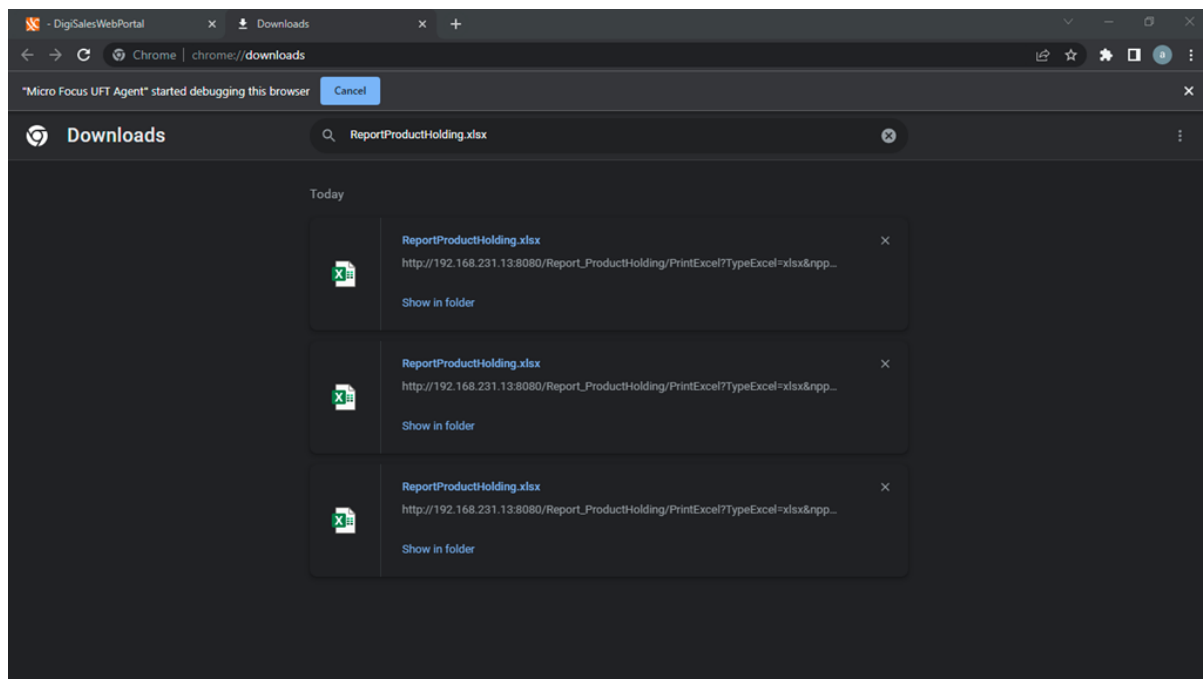 - DigiSalesWebPortal
Downloads
Chrome | chrome://downloads
a
"Micro Focus UFT Agent" started debugging this browser
Cancel
Downloads
ReportProductHolding.xlsx
Today
ReportProductHolding.xlsx
http://192.168.231.13:8080/Report_ProductHolding/PrintExcel?TypeExcel=xlsx&npp...
Show in folder
ReportProductHolding.xlsx
http://192.168.231.13:8080/Report_ProductHolding/PrintExcel?TypeExcel=xlsx&npp...
Show in folder
ReportProductHolding.xlsx
http://192.168.231.13:8080/Report_ProductHolding/PrintExcel?TypeExcel=xlsx&npp...
Show in folder